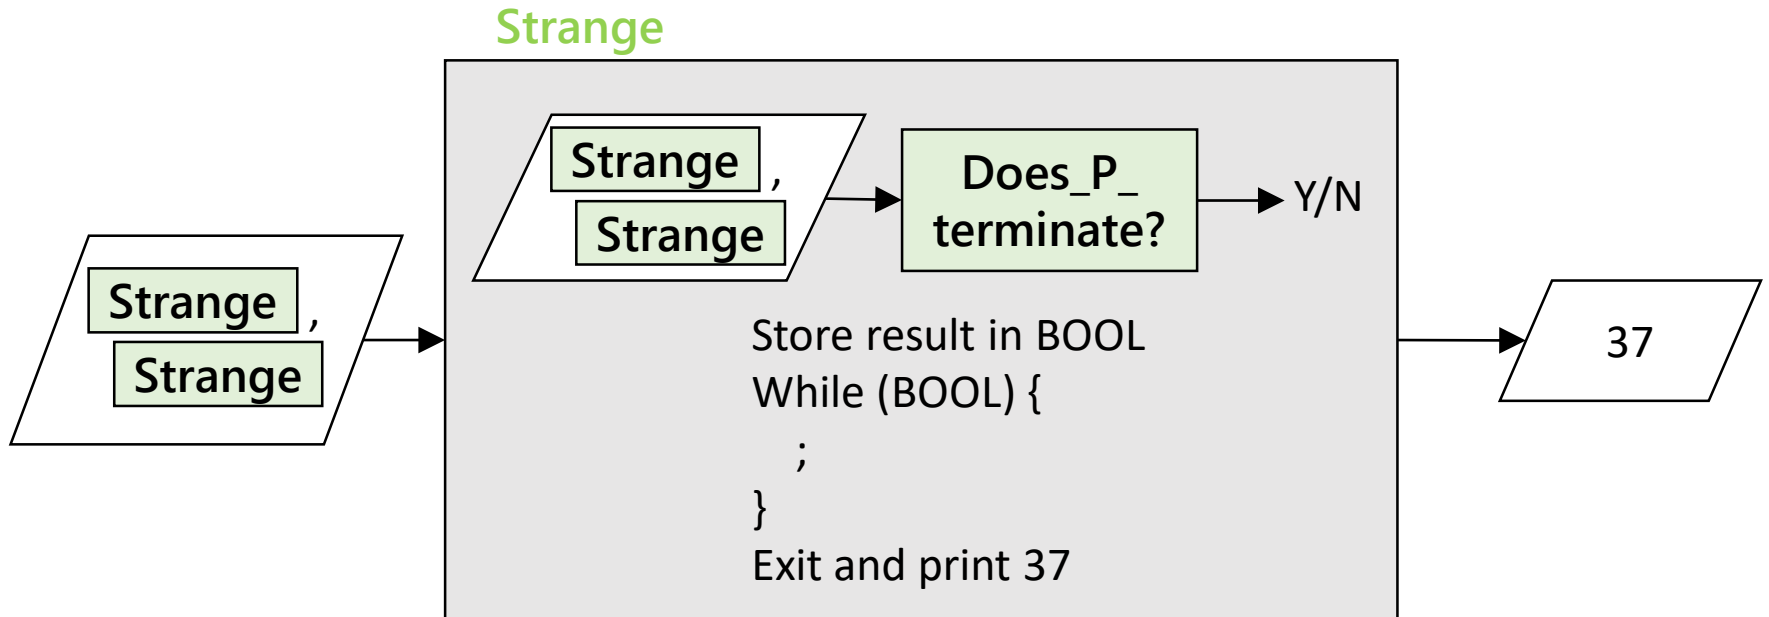 Strange
Strange ,
Strange
Does_P_
terminate?
Y/N
Strange ,
Strange
Store result in BOOL
While (BOOL) {
;
}
Exit and print 37
37